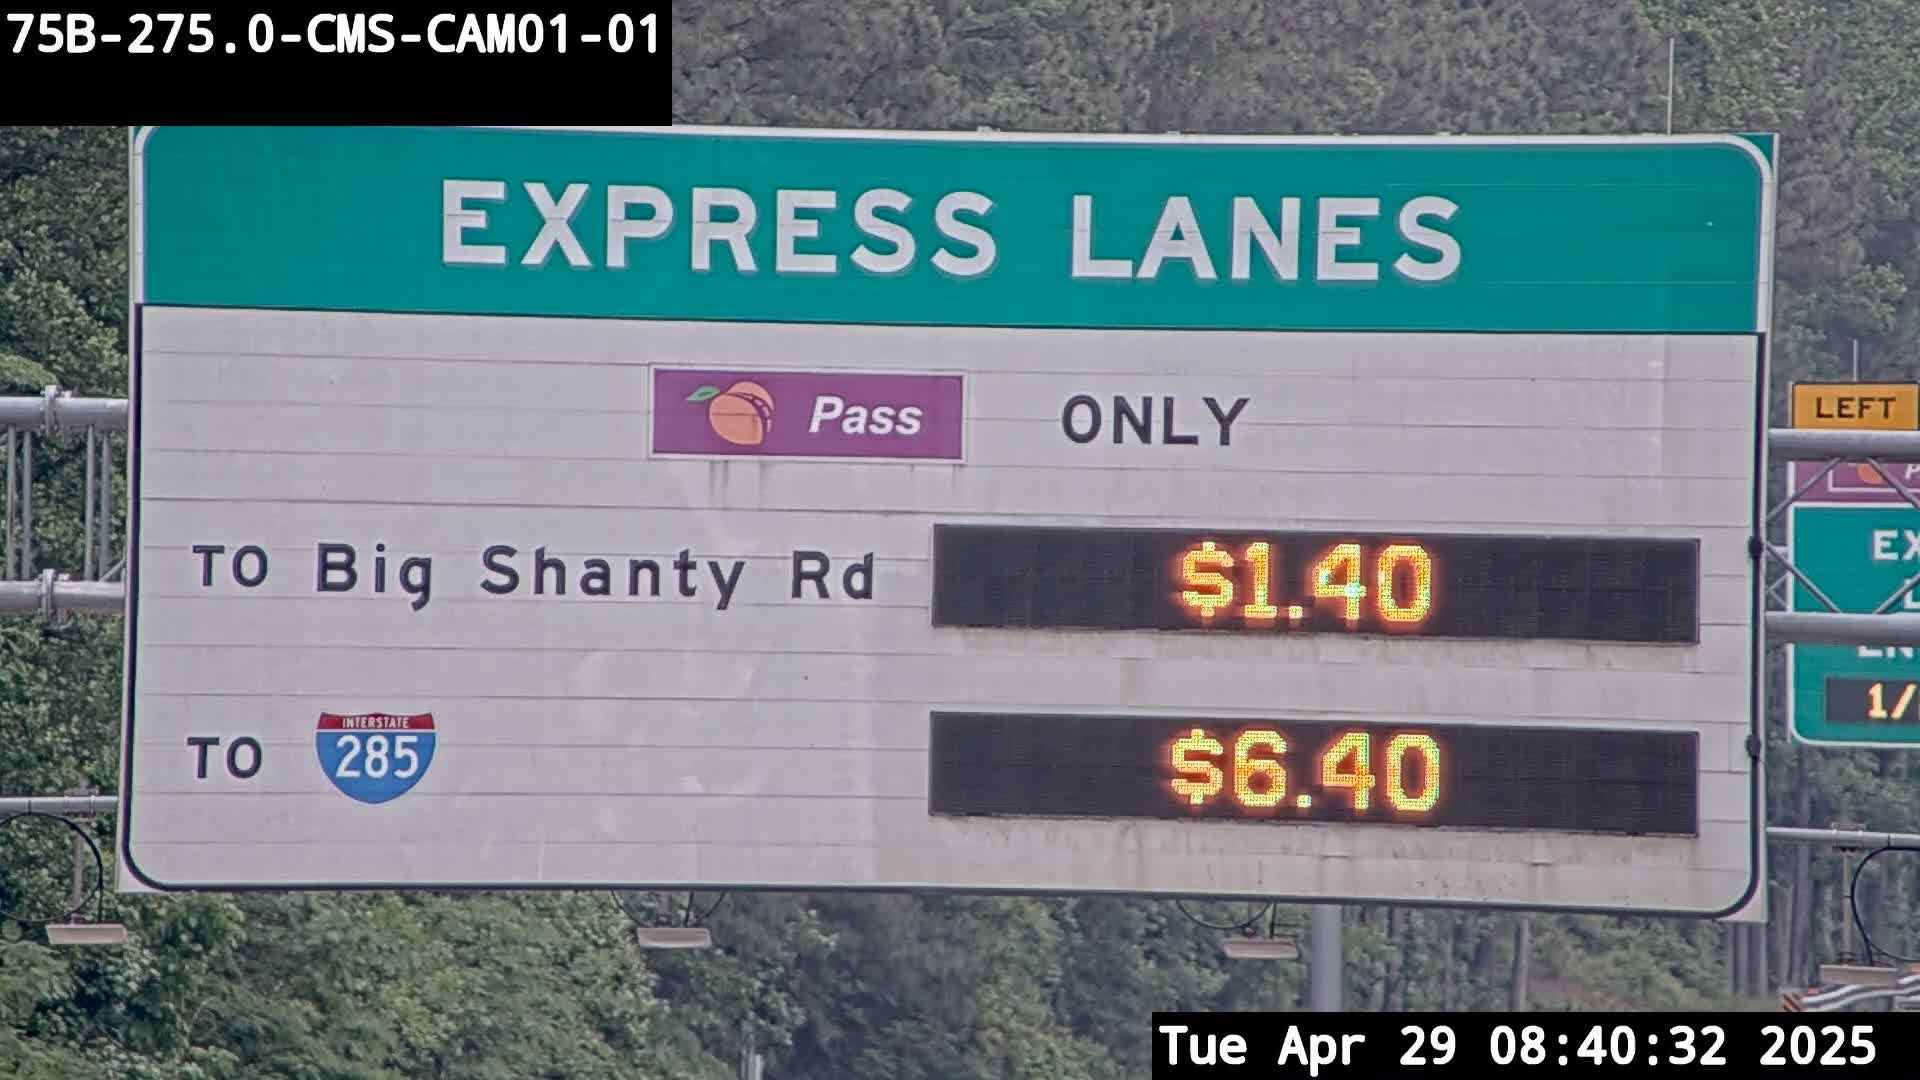 75B-275.0-CMS-CAM01-01
EXPRESS LANES
Pass ONLY
TO Big Shanty Rd $1.40
TO INTERSTATE 285 $6.40
LEFT
Tue Apr 29 08:40:32 2025